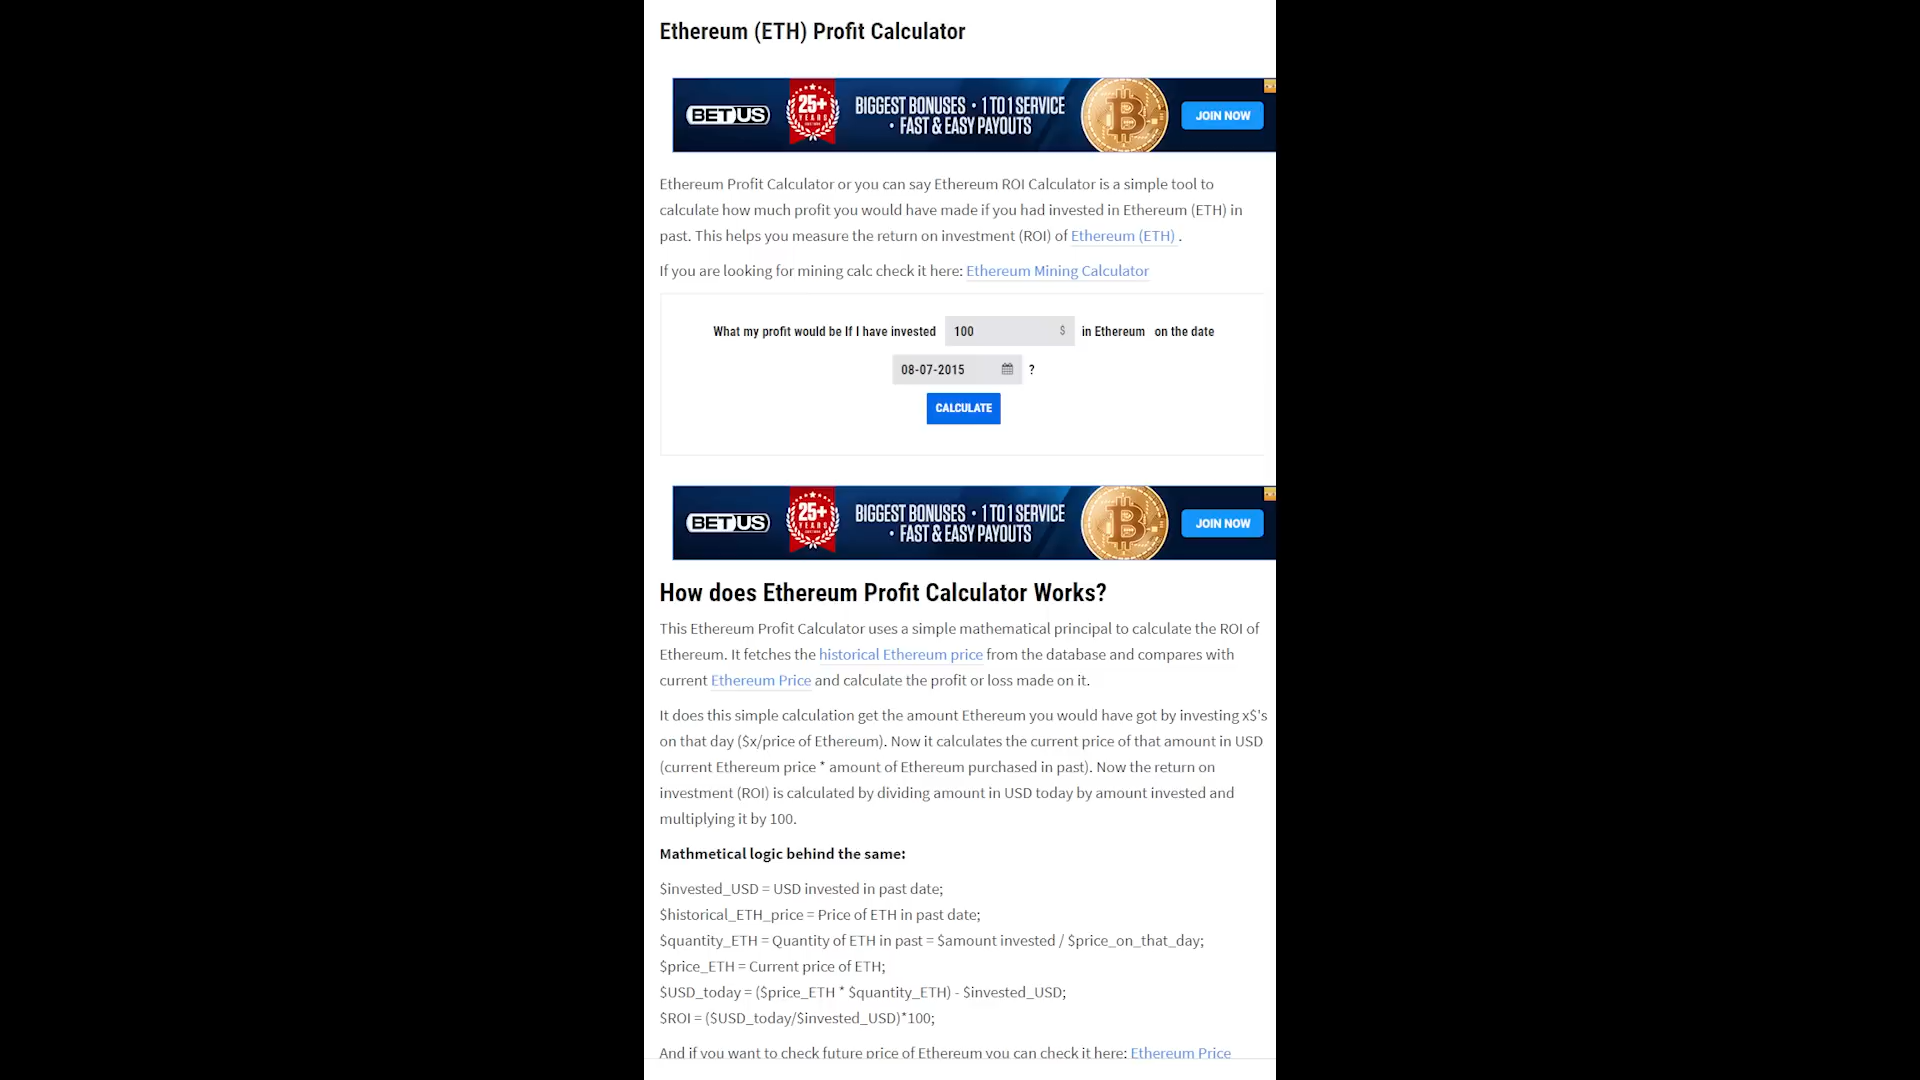 Ethereum (ETH) Profit Calculator
BETUS 25+ YEARS BIGGEST BONUSES • 1 TO 1 SERVICE
• FAST & EASY PAYOUTS JOIN NOW
Ethereum Profit Calculator or you can say Ethereum ROI Calculator is a simple tool to
calculate how much profit you would have made if you had invested in Ethereum (ETH) in
past. This helps you measure the return on investment (ROI) of Ethereum (ETH) .
If you are looking for mining calc check it here: Ethereum Mining Calculator
What my profit would be If I have invested 100 $ in Ethereum on the date
08-07-2015 ?
CALCULATE
BETUS 25+ YEARS BIGGEST BONUSES • 1 TO 1 SERVICE
• FAST & EASY PAYOUTS JOIN NOW
How does Ethereum Profit Calculator Works?
This Ethereum Profit Calculator uses a simple mathematical principal to calculate the ROI of
Ethereum. It fetches the historical Ethereum price from the database and compares with
current Ethereum Price and calculate the profit or loss made on it.
It does this simple calculation get the amount Ethereum you would have got by investing x$'s
on that day ($x/price of Ethereum). Now it calculates the current price of that amount in USD
(current Ethereum price * amount of Ethereum purchased in past). Now the return on
investment (ROI) is calculated by dividing amount in USD today by amount invested and
multiplying it by 100.
Mathmetical logic behind the same:
$invested_USD = USD invested in past date;
$historical_ETH_price = Price of ETH in past date;
$quantity_ETH = Quantity of ETH in past = $amount invested / $price_on_that_day;
$price_ETH = Current price of ETH;
$USD_today = ($price_ETH * $quantity_ETH) - $invested_USD;
$ROI = ($USD_today/$invested_USD)*100;
And if you want to check future price of Ethereum you can check it here: Ethereum Price